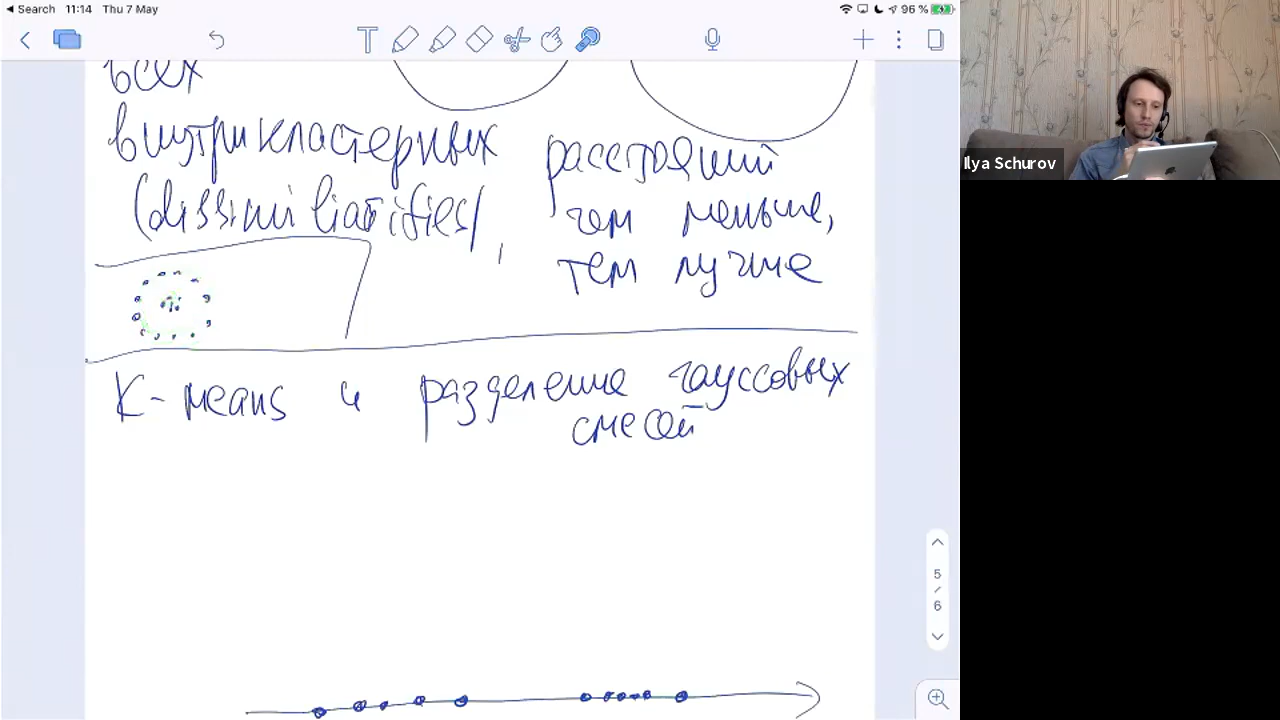 Search 11:14 Thu 7 May 96 %
T
Ilya Schurov
всех
внутрикластерных расстояний
(dissimiliatifies), чем меньше,
тем лучше
K-means и разделение гауссовых
смесей
5
/
6